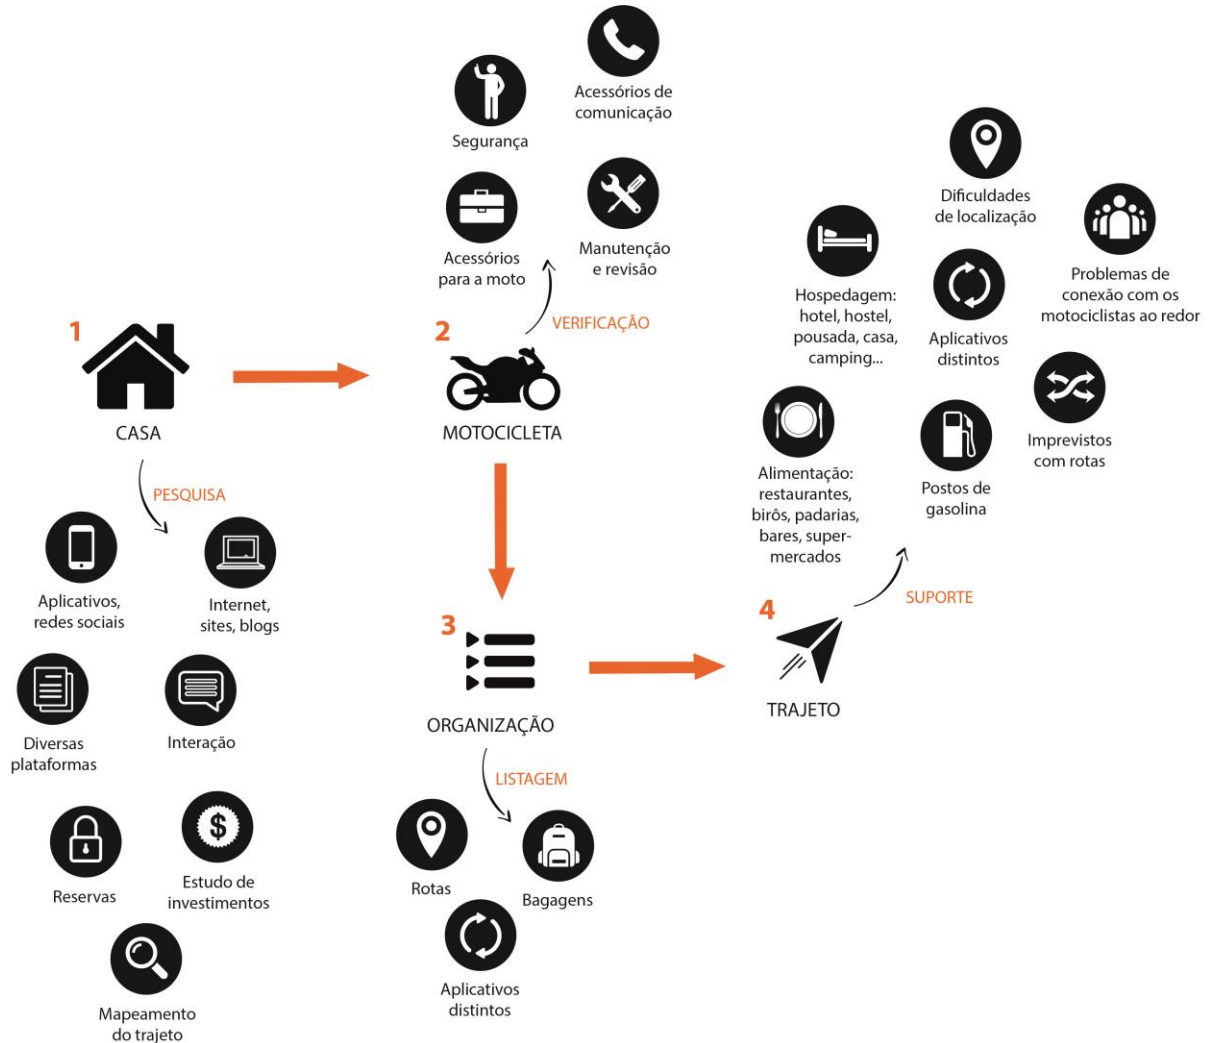 1
CASA
PESQUISA
Aplicativos,
redes sociais
Internet,
sites, blogs
Diversas
plataformas
Interação
Reservas
Estudo de
investimentos
Mapeamento
do trajeto
2
MOTOCICLETA
VERIFICAÇÃO
Segurança
Acessórios de
comunicação
Acessórios
para a moto
Manutenção
e revisão
3
ORGANIZAÇÃO
LISTAGEM
Rotas
Bagagens
Aplicativos
distintos
4
TRAJETO
SUPORTE
Dificuldades
de localização
Problemas de
conexão com os
motociclistas ao redor
Hospedagem:
hotel, hostel,
pousada, casa,
camping...
Aplicativos
distintos
Imprevistos
com rotas
Alimentação:
restaurantes,
birôs, padarias,
bares, super-
mercados
Postos de
gasolina